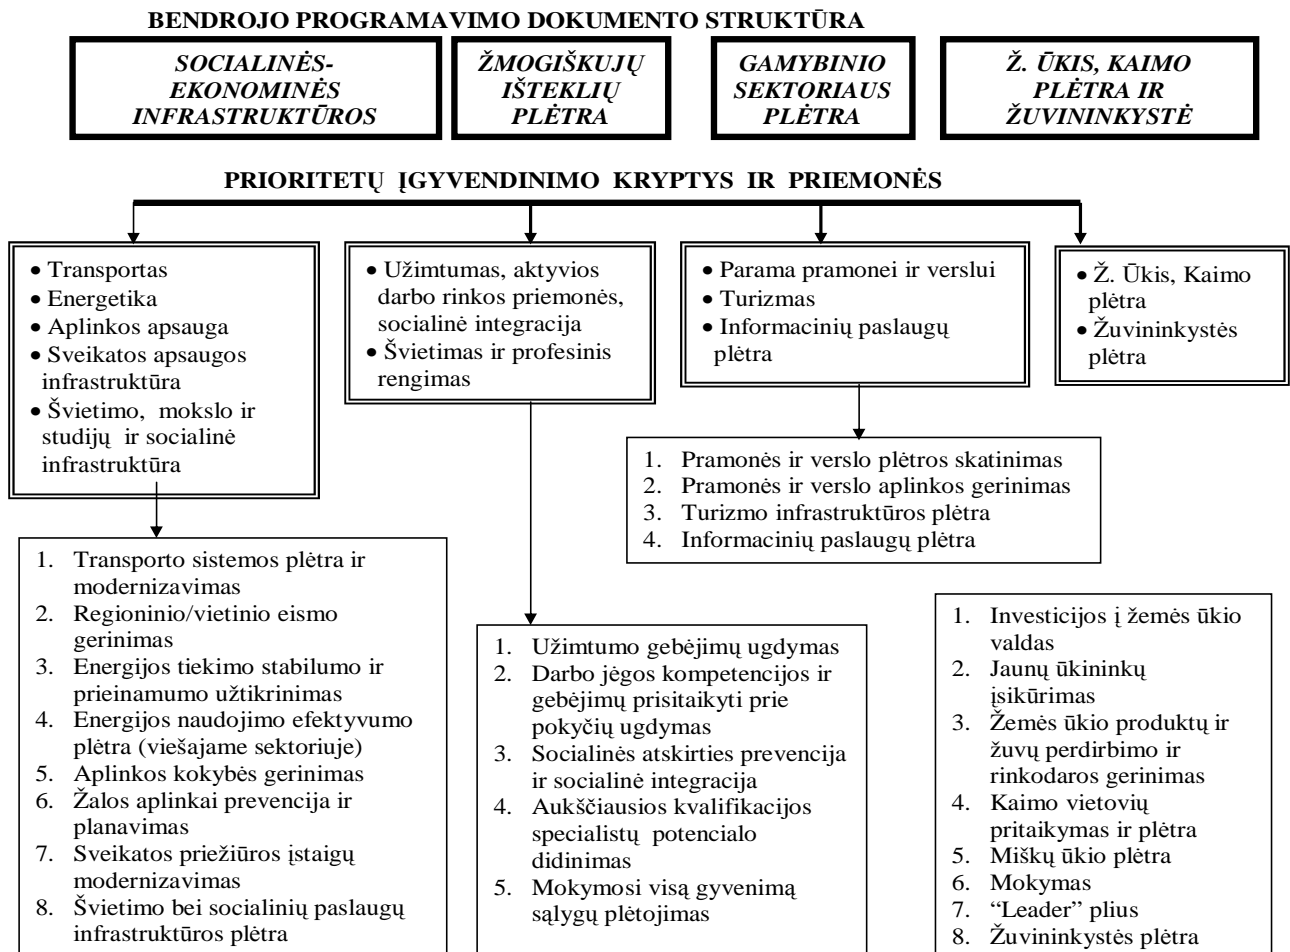 BENDROJO PROGRAMAVIMO DOKUMENTO STRUKTŪRA
SOCIALINĖS-
EKONOMINĖS
INFRASTRUKTŪROS
ŽMOGIŠKUJŲ
IŠTEKLIŲ
PLĖTRA
GAMYBINIO
SEKTORIAUS
PLĖTRA
Ž. ŪKIS, KAIMO
PLĖTRA IR
ŽUVININKYSTĖ
PRIORITETŲ ĮGYVENDINIMO KRYPTYS IR PRIEMONĖS
• Transportas
• Energetika
• Aplinkos apsauga
• Sveikatos apsaugos
infrastruktūra
• Švietimo, mokslo ir
studijų ir socialinė
infrastruktūra
• Užimtumas, aktyvios
darbo rinkos priemonės,
socialinė integracija
• Švietimas ir profesinis
rengimas
• Parama pramonei ir verslui
• Turizmas
• Informacinių paslaugų
plėtra
• Ž. Ūkis, Kaimo
plėtra
• Žuvininkystės
plėtra
1. Transporto sistemos plėtra ir
modernizavimas
2. Regioninio/vietinio eismo
gerinimas
3. Energijos tiekimo stabilumo ir
prieinamumo užtikrinimas
4. Energijos naudojimo efektyvumo
plėtra (viešajame sektoriuje)
5. Aplinkos kokybės gerinimas
6. Žalos aplinkai prevencija ir
planavimas
7. Sveikatos priežiūros įstaigų
modernizavimas
8. Švietimo bei socialinių paslaugų
infrastruktūros plėtra
1. Užimtumo gebėjimų ugdymas
2. Darbo jėgos kompetencijos ir
gebėjimų prisitaikyti prie
pokyčių ugdymas
3. Socialinės atskirties prevencija
ir socialinė integracija
4. Aukščiausios kvalifikacijos
specialistų potencialo
didinimas
5. Mokymosi visą gyvenimą
sąlygų plėtojimas
1. Pramonės ir verslo plėtros skatinimas
2. Pramonės ir verslo aplinkos gerinimas
3. Turizmo infrastruktūros plėtra
4. Informacinių paslaugų plėtra
1. Investicijos į žemės ūkio
valdas
2. Jaunų ūkininkų
įsikūrimas
3. Žemės ūkio produktų ir
žuvų perdirbimo ir
rinkodaros gerinimas
4. Kaimo vietovių
pritaikymas ir plėtra
5. Miškų ūkio plėtra
6. Mokymas
7. “Leader” plius
8. Žuvininkystės plėtra